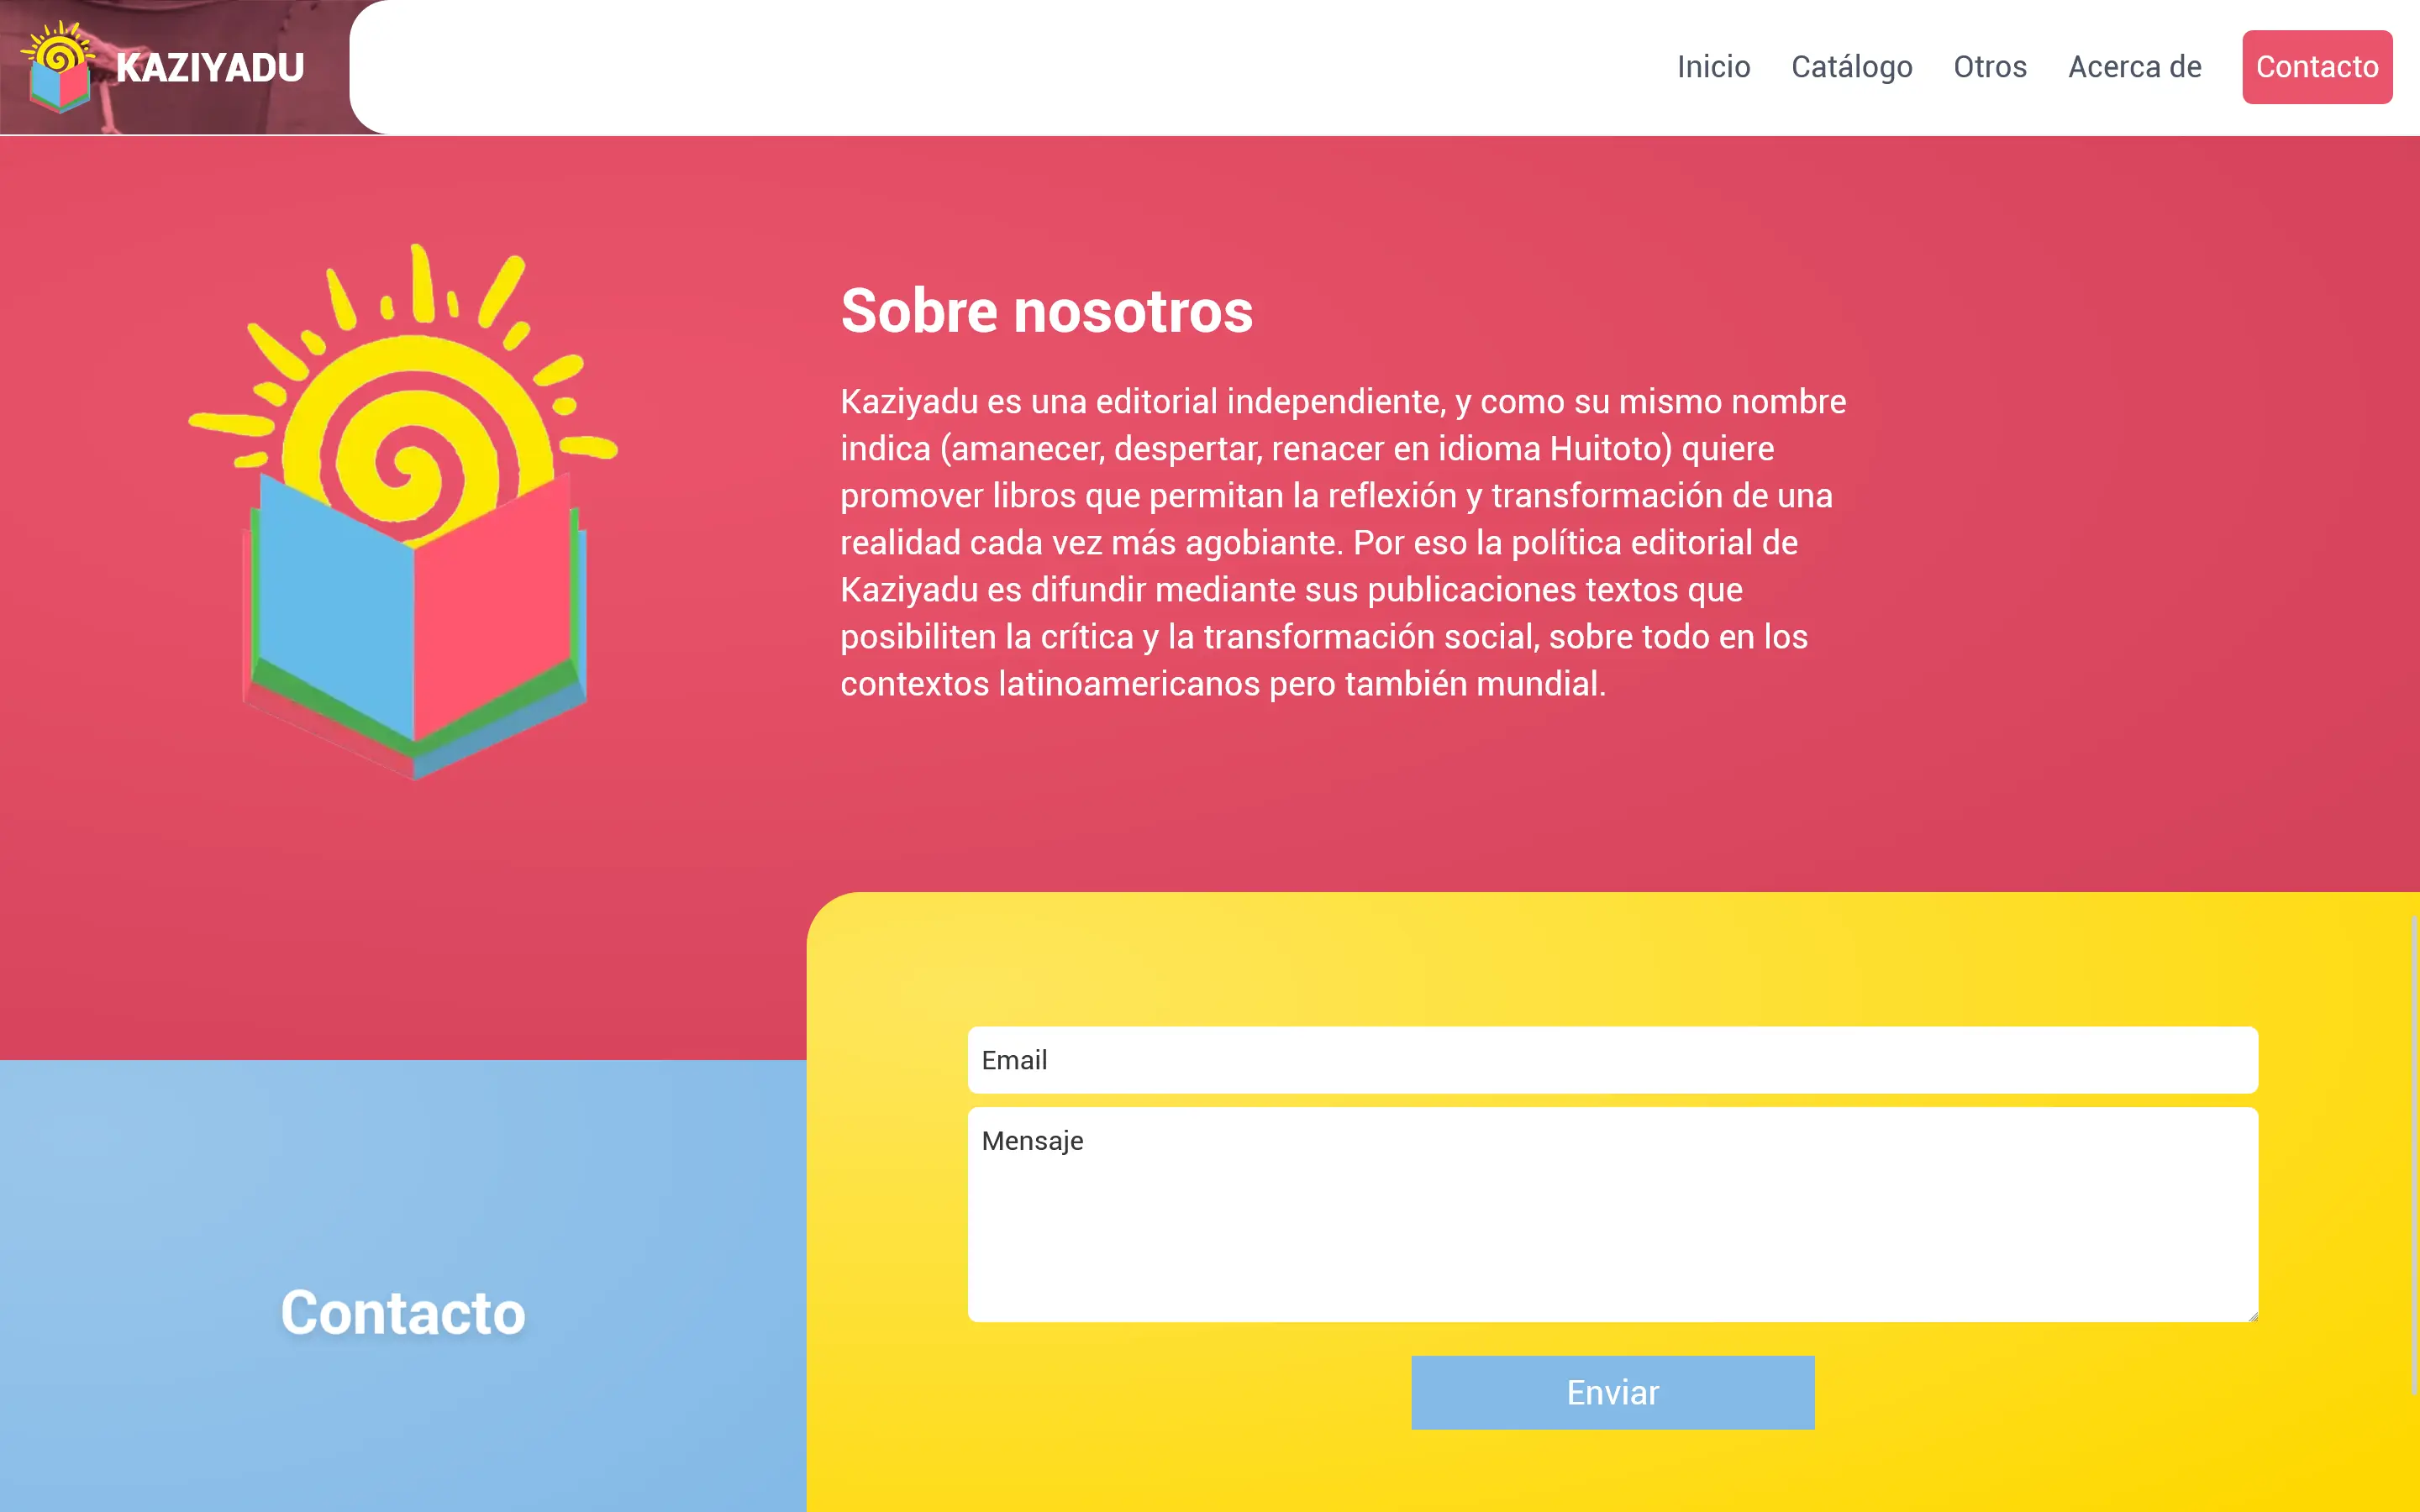 KAZIYADU
Inicio
Catálogo
Otros
Acerca de
Contacto
Sobre nosotros
Kaziyadu es una editorial independiente, y como su mismo nombre
indica (amanecer, despertar, renacer en idioma Huitoto) quiere
promover libros que permitan la reflexión y transformación de una
realidad cada vez más agobiante. Por eso la política editorial de
Kaziyadu es difundir mediante sus publicaciones textos que
posibiliten la crítica y la transformación social, sobre todo en los
contextos latinoamericanos pero también mundial.
Contacto
Email
Mensaje
Enviar